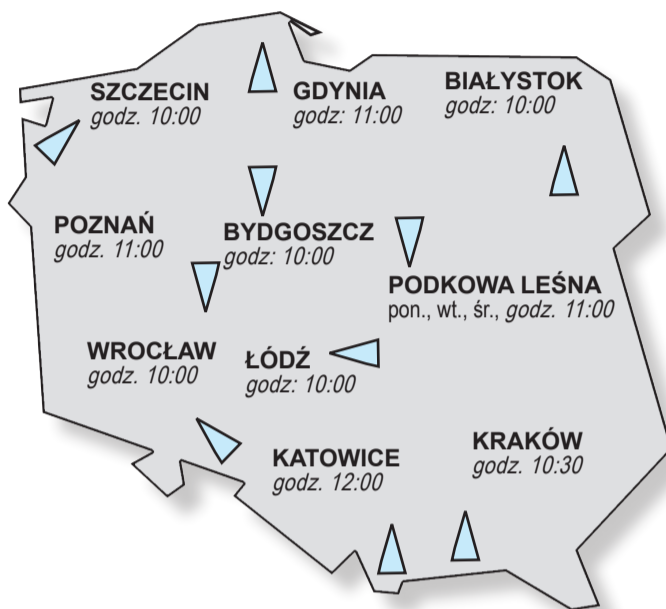 SZCZECIN
godz. 10:00
GDYNIA
godz: 11:00
BIAŁYSTOK
godz: 10:00
POZNAŃ
godz. 11:00
BYDGOSZCZ
godz: 10:00
PODKOWA LEŚNA
pon., wt., śr., godz. 11:00
WROCŁAW
godz. 10:00
ŁÓDŹ
godz: 10:00
KATOWICE
godz. 12:00
KRAKÓW
godz. 10:30